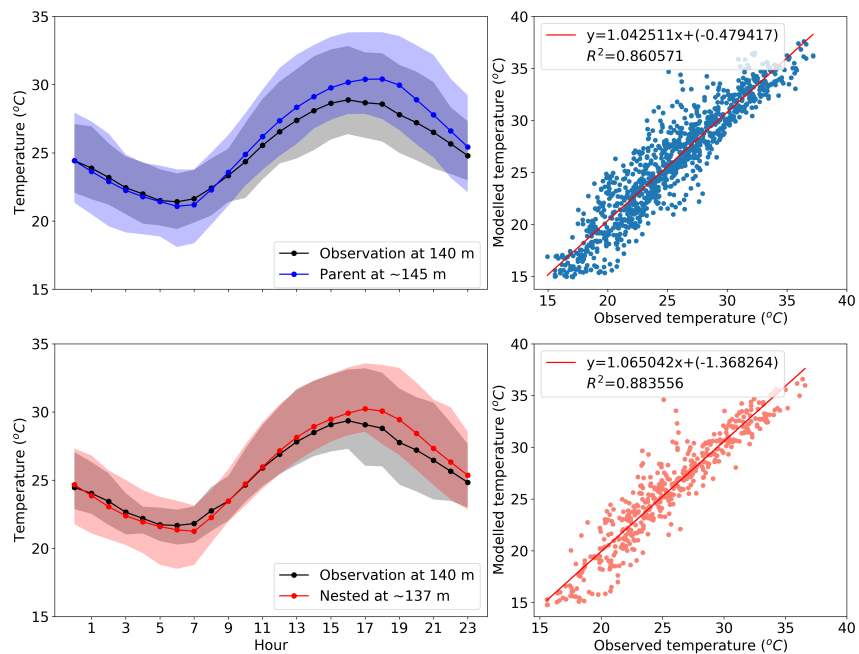 35
30
25
20
15
Temperature (°C)
Observation at 140 m
Parent at ~145 m
40
35
30
25
20
15
Modelled temperature (°C)
y=1.042511x+(-0.479417)
R²=0.860571
15 20 25 30 35 40
Observed temperature (°C)
35
30
25
20
15
Temperature (°C)
Observation at 140 m
Nested at ~137 m
1 3 5 7 9 11 13 15 17 19 21 23
Hour
40
35
30
25
20
15
Modelled temperature (°C)
y=1.065042x+(-1.368264)
R²=0.883556
15 20 25 30 35 40
Observed temperature (°C)